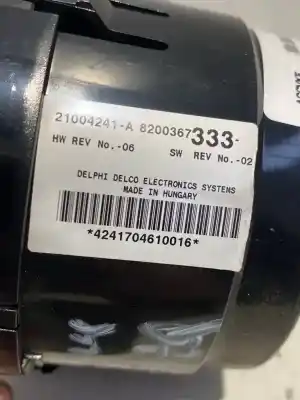 21004241-A 8200367333-
HW REV No.-06 SW REV No.-02
DELPHI DELCO ELECTRONICS SYSTEMS
MADE IN HUNGARY
*4241704610016*